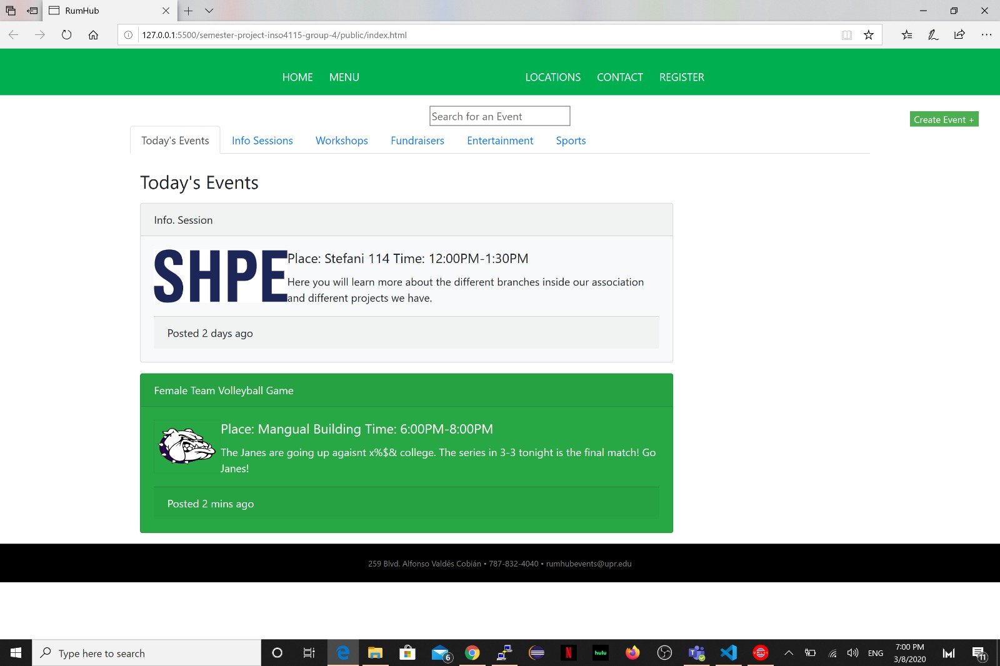 RumHub
127.0.0.1:5500/semester-project-inso4115-group-4/public/index.html
HOME MENU LOCATIONS CONTACT REGISTER
Search for an Event
Create Event +
Today's Events Info Sessions Workshops Fundraisers Entertainment Sports
Today's Events
Info. Session
SHPE
Place: Stefani 114 Time: 12:00PM-1:30PM
Here you will learn more about the different branches inside our association
and different projects we have.
Posted 2 days ago
Female Team Volleyball Game
Place: Mangual Building Time: 6:00PM-8:00PM
The Janes are going up agaisnt x%$& college. The series in 3-3 tonight is the final match! Go
Janes!
Posted 2 mins ago
259 Blvd. Alfonso Valdés Cobián • 787-832-4040 • rumhubevents@upr.edu
Type here to search
6
N
hulu
ENG
7:00 PM
3/8/2020
11